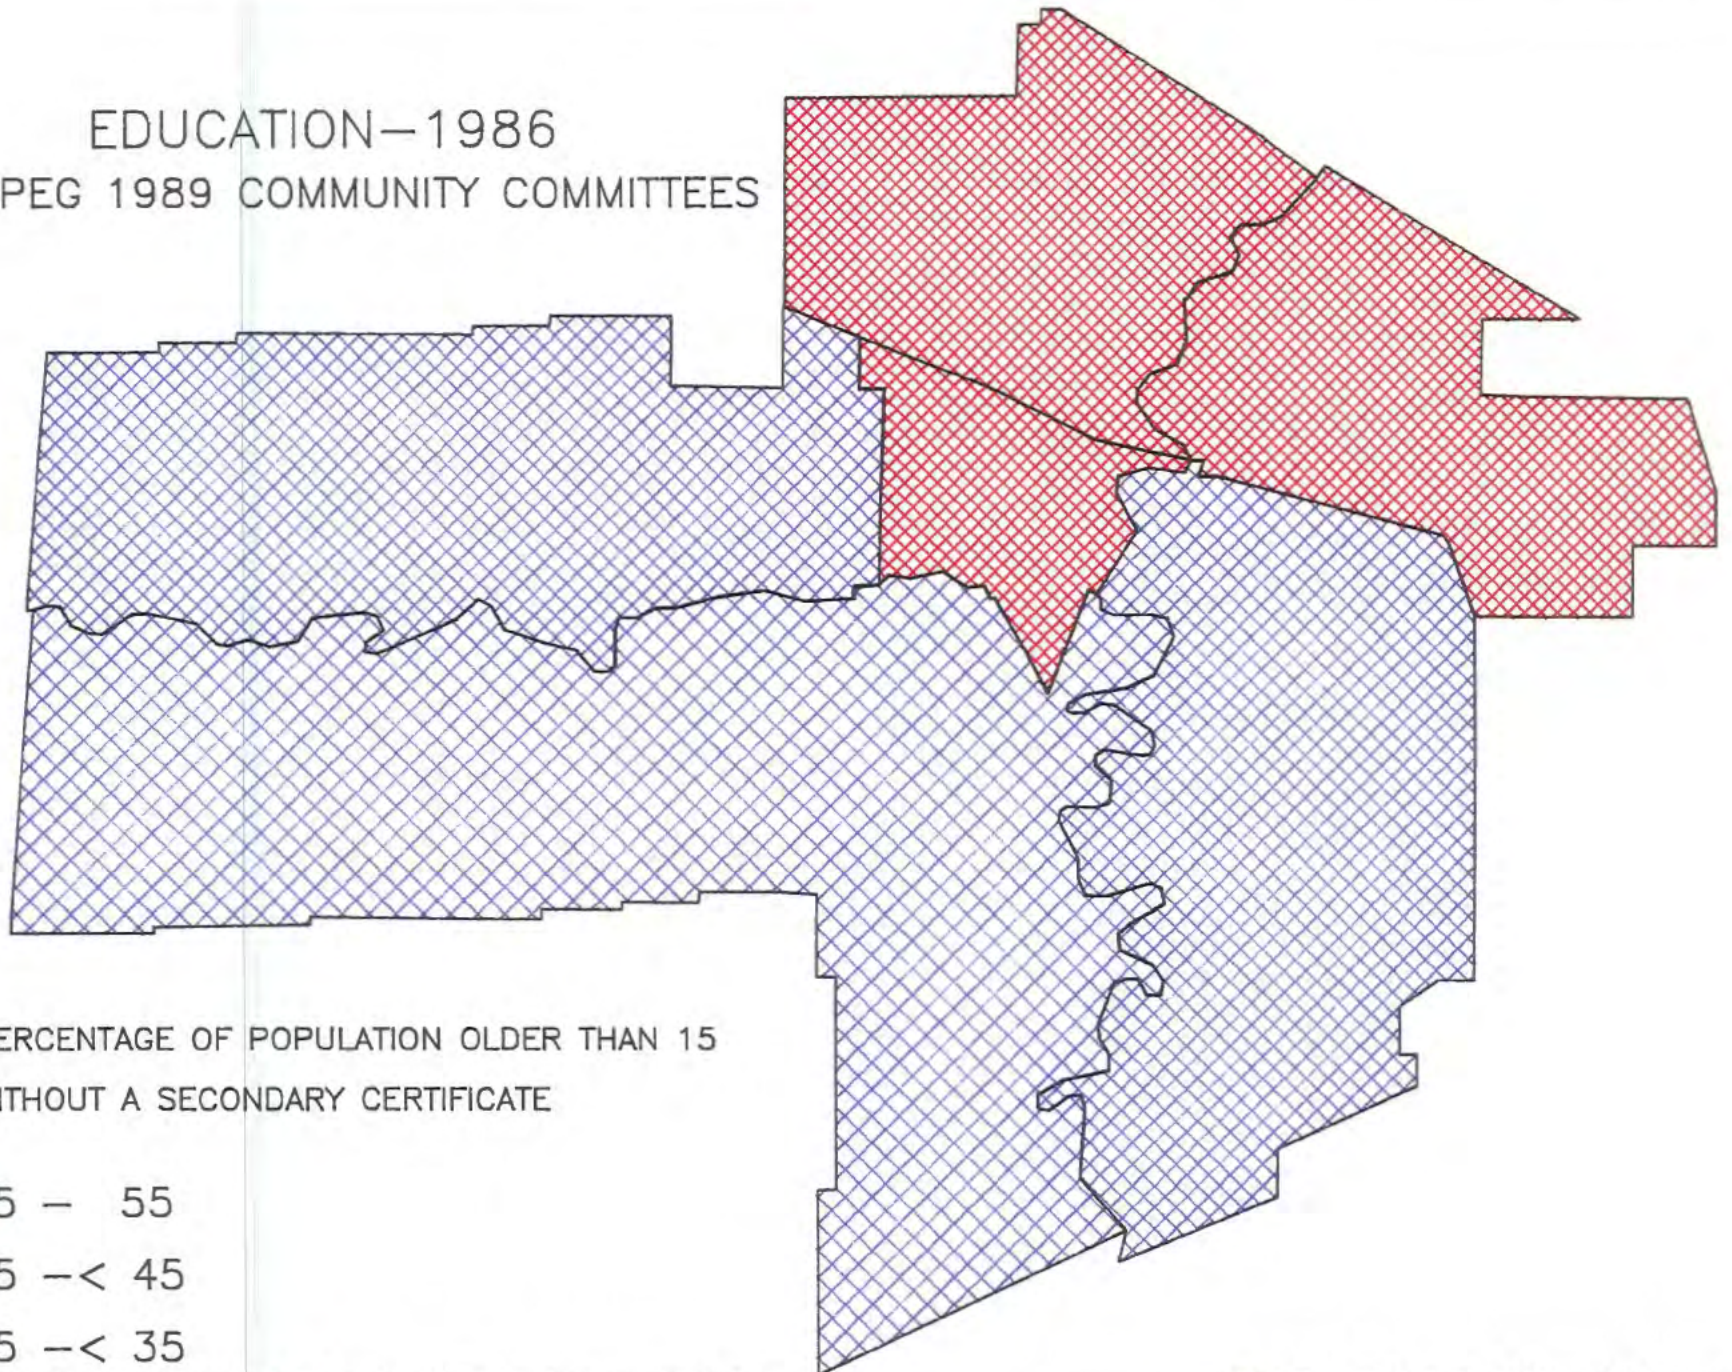 EDUCATION-1986
PEG 1989 COMMUNITY COMMITTEES
ERCENTAGE OF POPULATION OLDER THAN 15
ITHOUT A SECONDARY CERTIFICATE
5 - 55
5 -< 45
5 -< 35